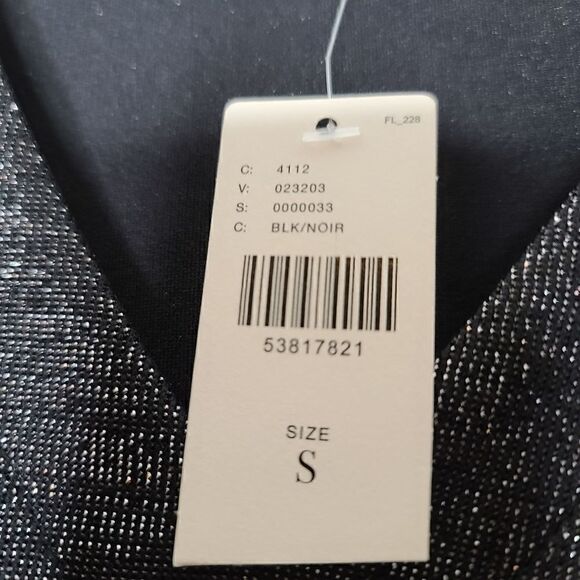 FL_228
C: 4112
V: 023203
S: 0000033
C: BLK/NOIR
53817821
SIZE
S